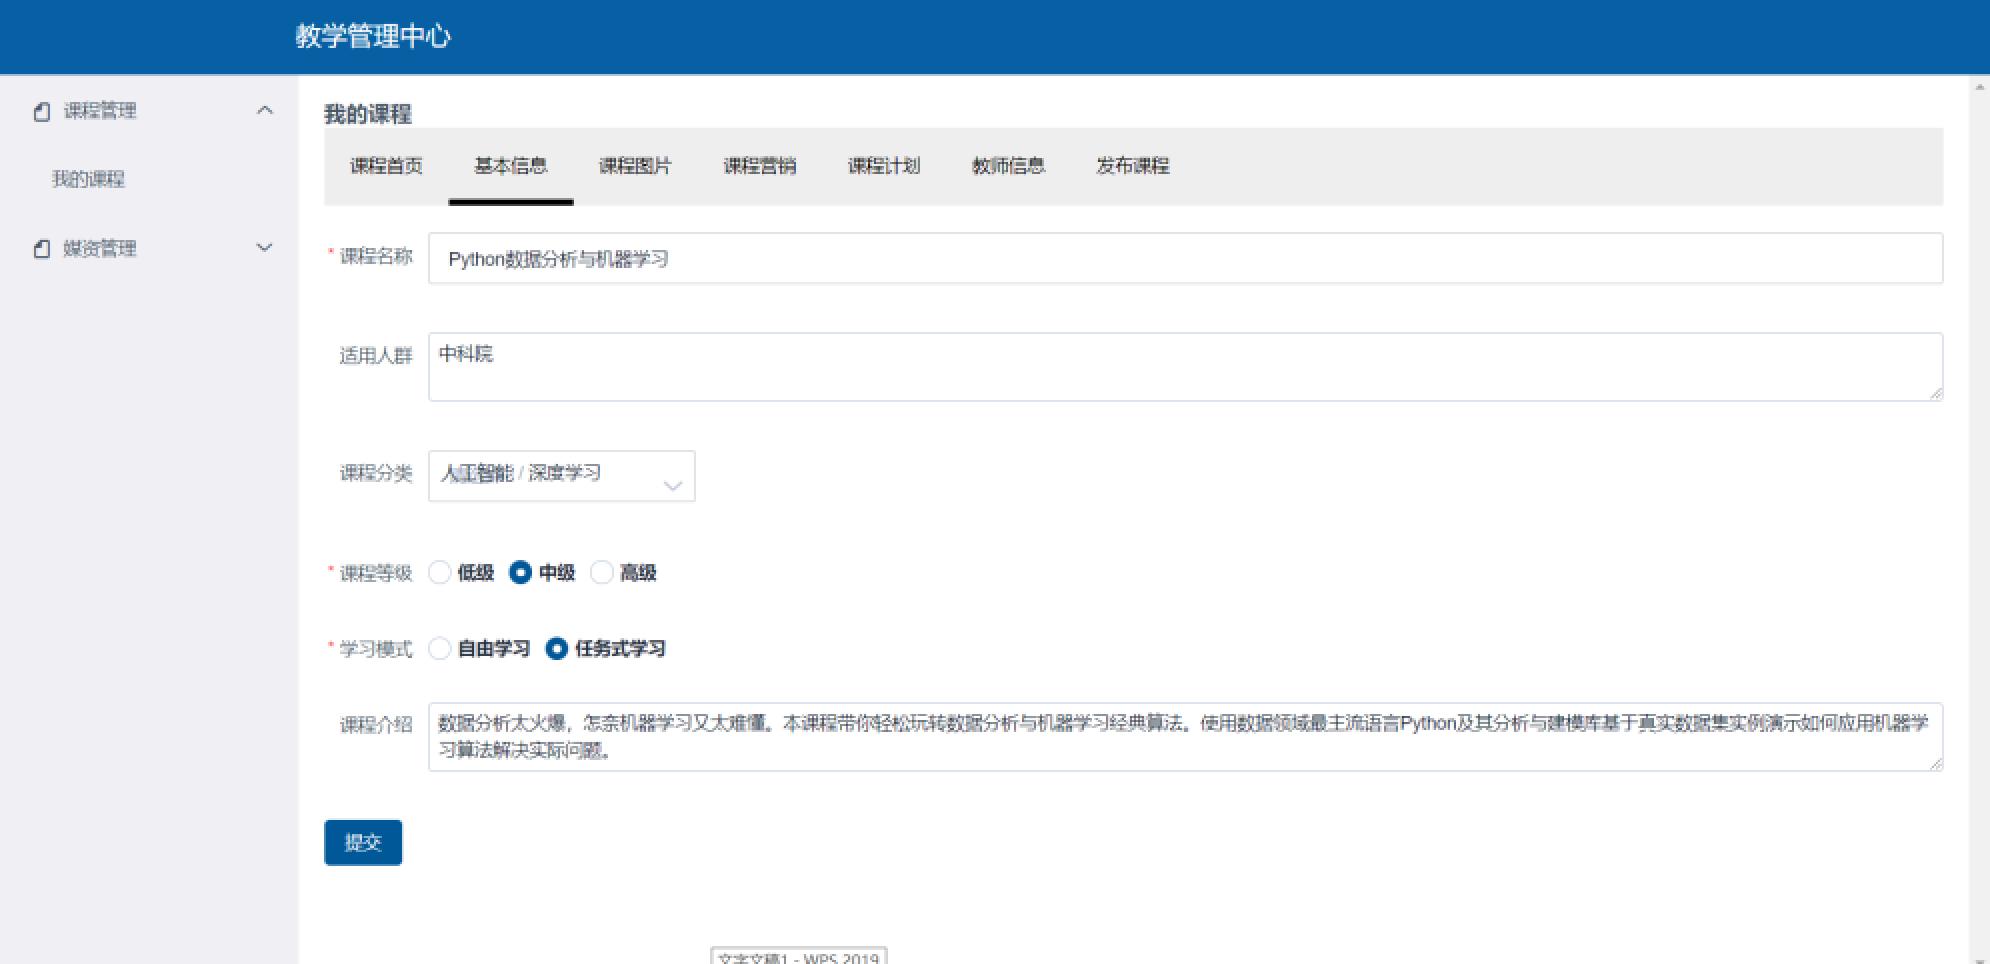 教学管理中心
课程管理
我的课程
媒资管理
我的课程
课程首页 基本信息 课程图片 课程营销 课程计划 教师信息 发布课程
* 课程名称 Python数据分析与机器学习
适用人群 中科院
课程分类 人工智能 / 深度学习
* 课程等级 低级 中级 高级
* 学习模式 自由学习 任务式学习
课程介绍 数据分析太火爆，怎奈机器学习又太难懂。本课程带你轻松玩转数据分析与机器学习经典算法。使用数据领域最主流语言Python及其分析与建模库基于真实数据集实例演示如何应用机器学
习算法解决实际问题。
提交
文字文稿1 - WPS 2019